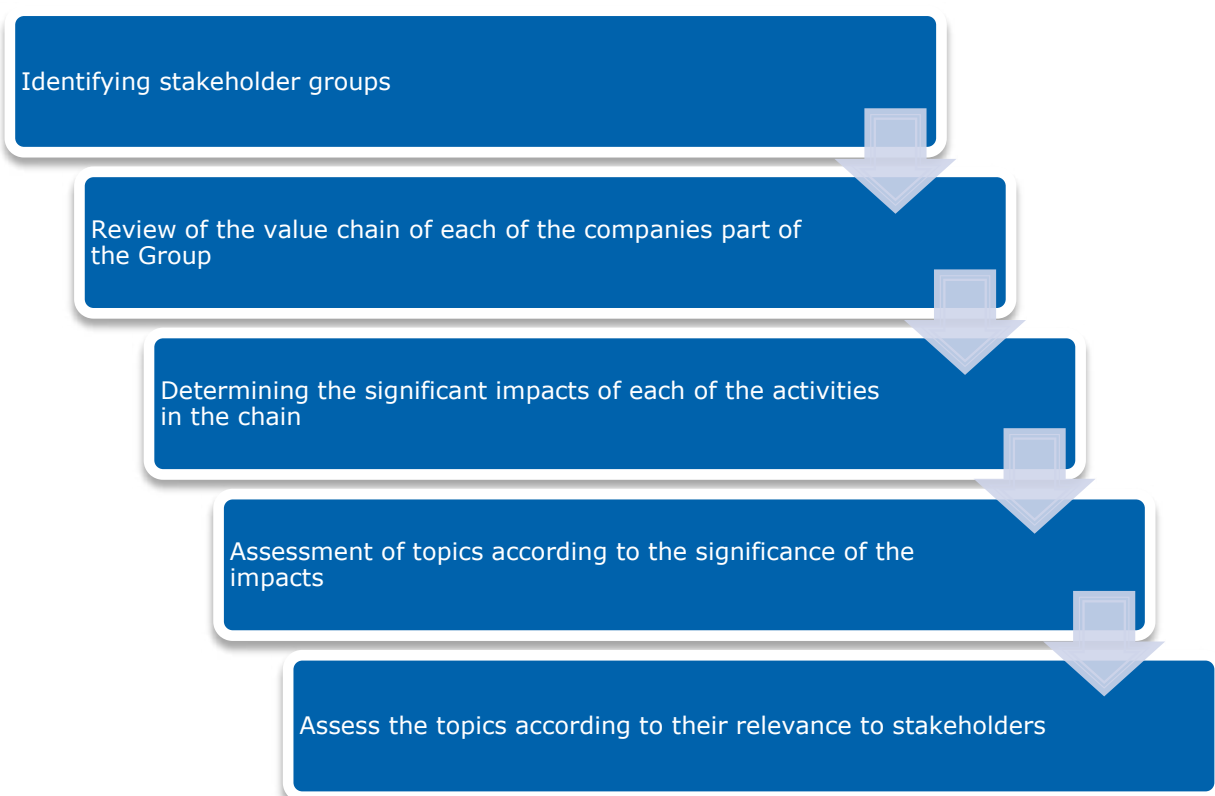 Identifying stakeholder groups
Review of the value chain of each of the companies part of
the Group
Determining the significant impacts of each of the activities
in the chain
Assessment of topics according to the significance of the
impacts
Assess the topics according to their relevance to stakeholders